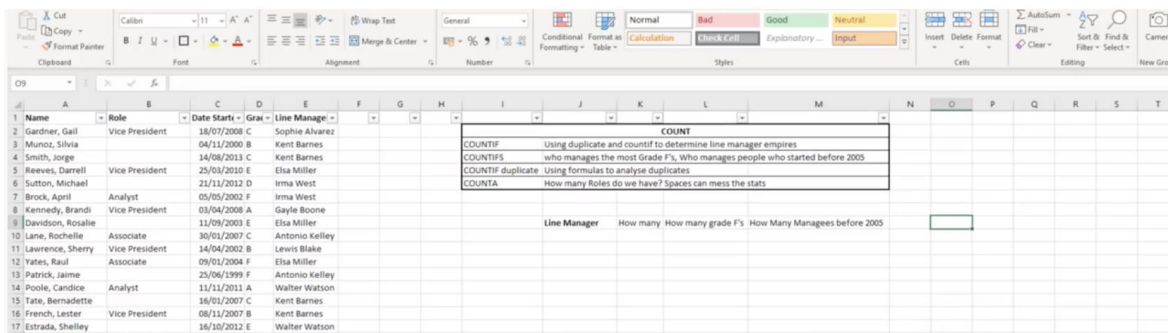 Cut
Copy
Paste
Format Painter
Clipboard
Calibri
11
Font
Wrap Text
Merge & Center
Alignment
General
Number
Conditional Formatting
Format as Table
Normal
Bad
Good
Neutral
Calculation
Check Cell
Explanatory ...
Input
Styles
Insert
Delete
Format
Cells
AutoSum
Fill
Clear
Sort & Filter
Find & Select
Editing
Camer
New Gro
O9
fx
A B C D E F G H I J K L M N O P Q R S T
1 Name Role Date Starte Grad Line Manage
2 Gardner, Gail Vice President 18/07/2008 C Sophie Alvarez COUNT
3 Munoz, Silvia 04/11/2000 B Kent Barnes COUNTIF Using duplicate and countif to determine line manager empires
4 Smith, Jorge 14/08/2013 C Kent Barnes COUNTIFS who manages the most Grade F's, Who manages people who started before 2005
5 Reeves, Darrell Vice President 25/03/2010 E Elsa Miller COUNTIF duplicate Using formulas to analyse duplicates
6 Sutton, Michael 21/11/2012 D Irma West COUNTA How many Roles do we have? Spaces can mess the stats
7 Brock, April Analyst 05/05/2002 F Irma West
8 Kennedy, Brandi Vice President 03/04/2008 A Gayle Boone
9 Davidson, Rosalie 11/09/2003 E Elsa Miller Line Manager How many How many grade F's How Many Managees before 2005
10 Lane, Rochelle Associate 30/01/2007 C Antonio Kelley
11 Lawrence, Sherry Vice President 14/04/2002 B Lewis Blake
12 Yates, Raul Associate 09/01/2004 F Elsa Miller
13 Patrick, Jaime 25/06/1999 F Antonio Kelley
14 Poole, Candice Analyst 11/11/2011 A Walter Watson
15 Tate, Bernadette 16/01/2007 C Kent Barnes
16 French, Lester Vice President 08/11/2007 B Kent Barnes
17 Estrada, Shelley 16/10/2012 E Walter Watson